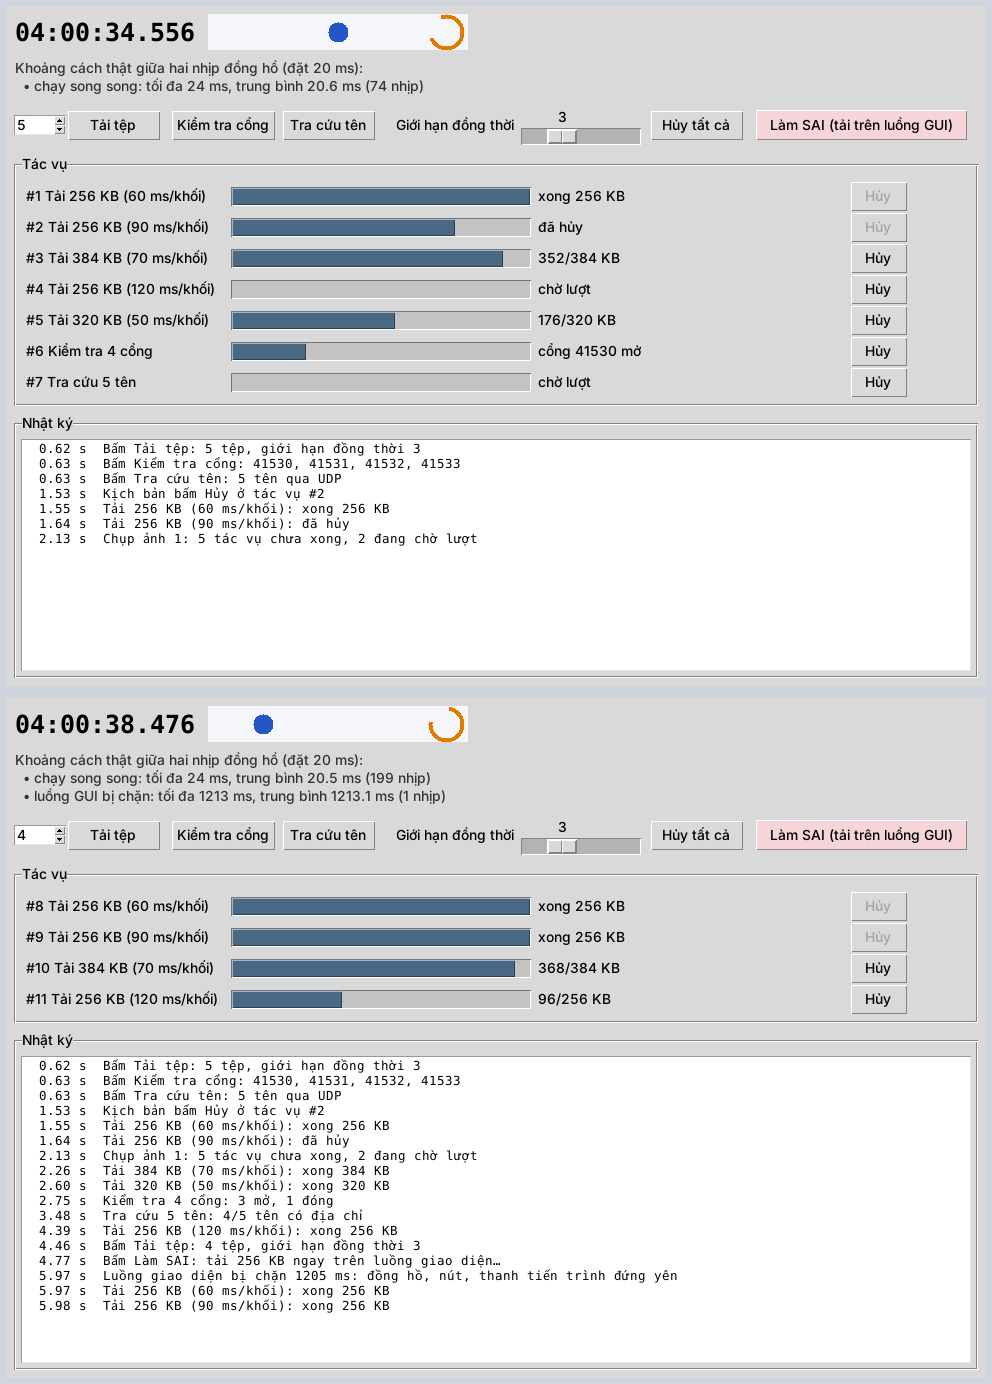 04:00:34.556
Khoảng cách thật giữa hai nhịp đồng hồ (đặt 20 ms):
• chạy song song: tối đa 24 ms, trung bình 20.6 ms (74 nhịp)
5 Tải tệp Kiểm tra cổng Tra cứu tên Giới hạn đồng thời 3 Hủy tất cả Làm SAI (tải trên luồng GUI)
Tác vụ
#1 Tải 256 KB (60 ms/khối) xong 256 KB Hủy
#2 Tải 256 KB (90 ms/khối) đã hủy Hủy
#3 Tải 384 KB (70 ms/khối) 352/384 KB Hủy
#4 Tải 256 KB (120 ms/khối) chờ lượt Hủy
#5 Tải 320 KB (50 ms/khối) 176/320 KB Hủy
#6 Kiểm tra 4 cổng cổng 41530 mở Hủy
#7 Tra cứu 5 tên chờ lượt Hủy
Nhật ký
0.62 s Bấm Tải tệp: 5 tệp, giới hạn đồng thời 3
0.63 s Bấm Kiểm tra cổng: 41530, 41531, 41532, 41533
0.63 s Bấm Tra cứu tên: 5 tên qua UDP
1.53 s Kịch bản bấm Hủy ở tác vụ #2
1.55 s Tải 256 KB (60 ms/khối): xong 256 KB
1.64 s Tải 256 KB (90 ms/khối): đã hủy
2.13 s Chụp ảnh 1: 5 tác vụ chưa xong, 2 đang chờ lượt
04:00:38.476
Khoảng cách thật giữa hai nhịp đồng hồ (đặt 20 ms):
• chạy song song: tối đa 24 ms, trung bình 20.5 ms (199 nhịp)
• luồng GUI bị chặn: tối đa 1213 ms, trung bình 1213.1 ms (1 nhịp)
4 Tải tệp Kiểm tra cổng Tra cứu tên Giới hạn đồng thời 3 Hủy tất cả Làm SAI (tải trên luồng GUI)
Tác vụ
#8 Tải 256 KB (60 ms/khối) xong 256 KB Hủy
#9 Tải 256 KB (90 ms/khối) xong 256 KB Hủy
#10 Tải 384 KB (70 ms/khối) 368/384 KB Hủy
#11 Tải 256 KB (120 ms/khối) 96/256 KB Hủy
Nhật ký
0.62 s Bấm Tải tệp: 5 tệp, giới hạn đồng thời 3
0.63 s Bấm Kiểm tra cổng: 41530, 41531, 41532, 41533
0.63 s Bấm Tra cứu tên: 5 tên qua UDP
1.53 s Kịch bản bấm Hủy ở tác vụ #2
1.55 s Tải 256 KB (60 ms/khối): xong 256 KB
1.64 s Tải 256 KB (90 ms/khối): đã hủy
2.13 s Chụp ảnh 1: 5 tác vụ chưa xong, 2 đang chờ lượt
2.26 s Tải 384 KB (70 ms/khối): xong 384 KB
2.60 s Tải 320 KB (50 ms/khối): xong 320 KB
2.75 s Kiểm tra 4 cổng: 3 mở, 1 đóng
3.48 s Tra cứu 5 tên: 4/5 tên có địa chỉ
4.39 s Tải 256 KB (120 ms/khối): xong 256 KB
4.46 s Bấm Tải tệp: 4 tệp, giới hạn đồng thời 3
4.77 s Bấm Làm SAI: tải 256 KB ngay trên luồng giao diện…
5.97 s Luồng giao diện bị chặn 1205 ms: đồng hồ, nút, thanh tiến trình đứng yên
5.97 s Tải 256 KB (60 ms/khối): xong 256 KB
5.98 s Tải 256 KB (90 ms/khối): xong 256 KB